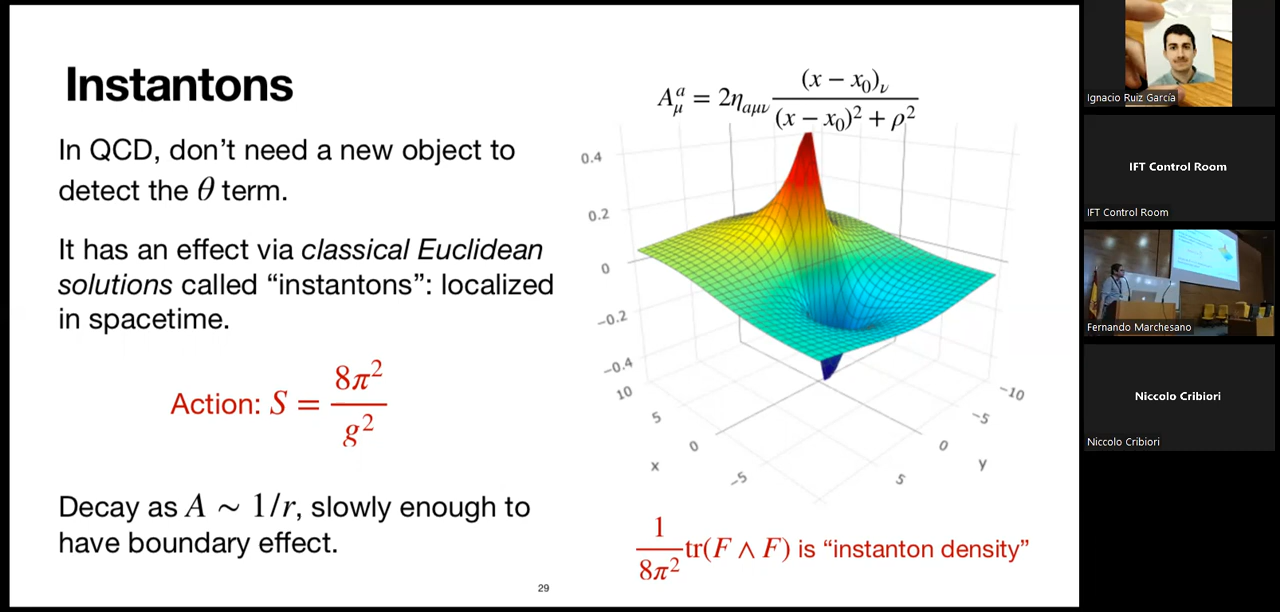 Instantons
In QCD, don’t need a new object to
detect the θ term.
It has an effect via classical Euclidean
solutions called “instantons”: localized
in spacetime.
Action: S = 8π² / g²
Decay as A ∼ 1/r, slowly enough to
have boundary effect.
A^a_μ = 2η_{aμν} (x − x₀)_ν / ((x − x₀)² + ρ²)
0.4
0.2
0
−0.2
−0.4
10
5
0
−5
x
−10
−5
0
5
y
1/8π² tr(F ∧ F) is “instanton density”
29
Ignacio Ruiz García
IFT Control Room
IFT Control Room
Fernando Marchesano
Niccolo Cribiori
Niccolo Cribiori